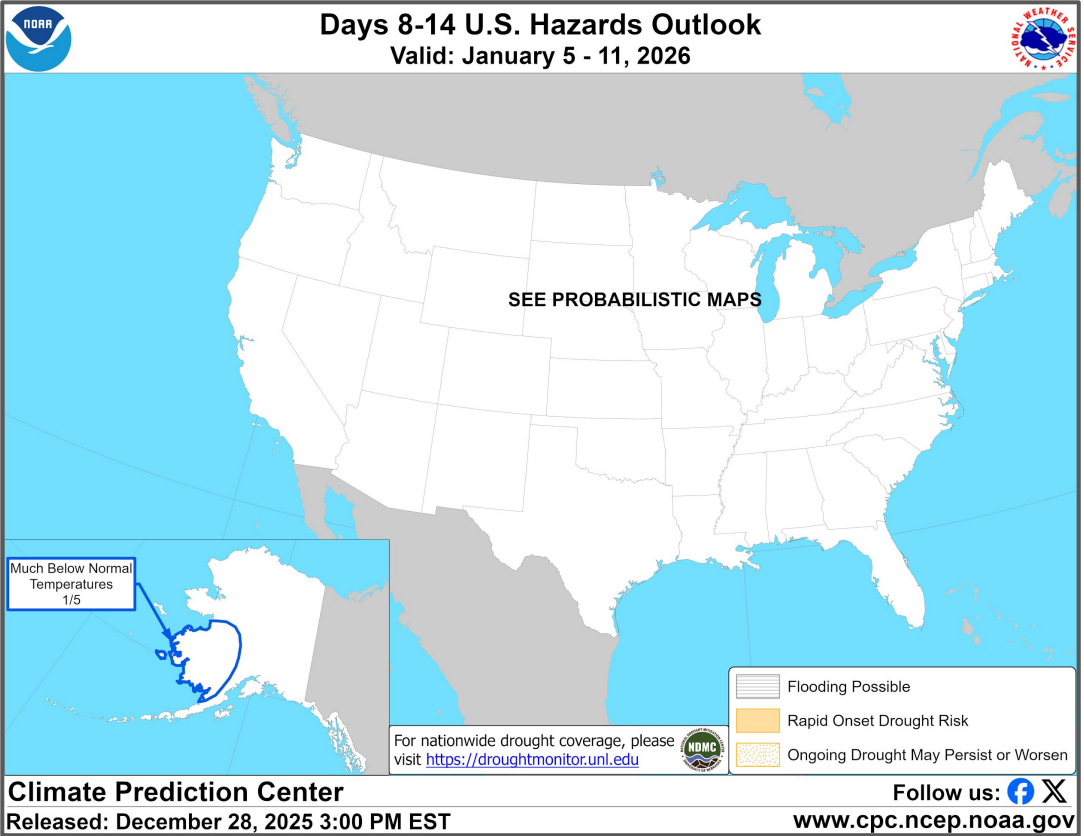 NOAA
Days 8-14 U.S. Hazards Outlook
Valid: January 5 - 11, 2026
NATIONAL WEATHER SERVICE
SEE PROBABILISTIC MAPS
Much Below Normal
Temperatures
1/5
Flooding Possible
Rapid Onset Drought Risk
Ongoing Drought May Persist or Worsen
For nationwide drought coverage, please
visit https://droughtmonitor.unl.edu
NDMC
Climate Prediction Center
Follow us:
Released: December 28, 2025 3:00 PM EST
www.cpc.ncep.noaa.gov